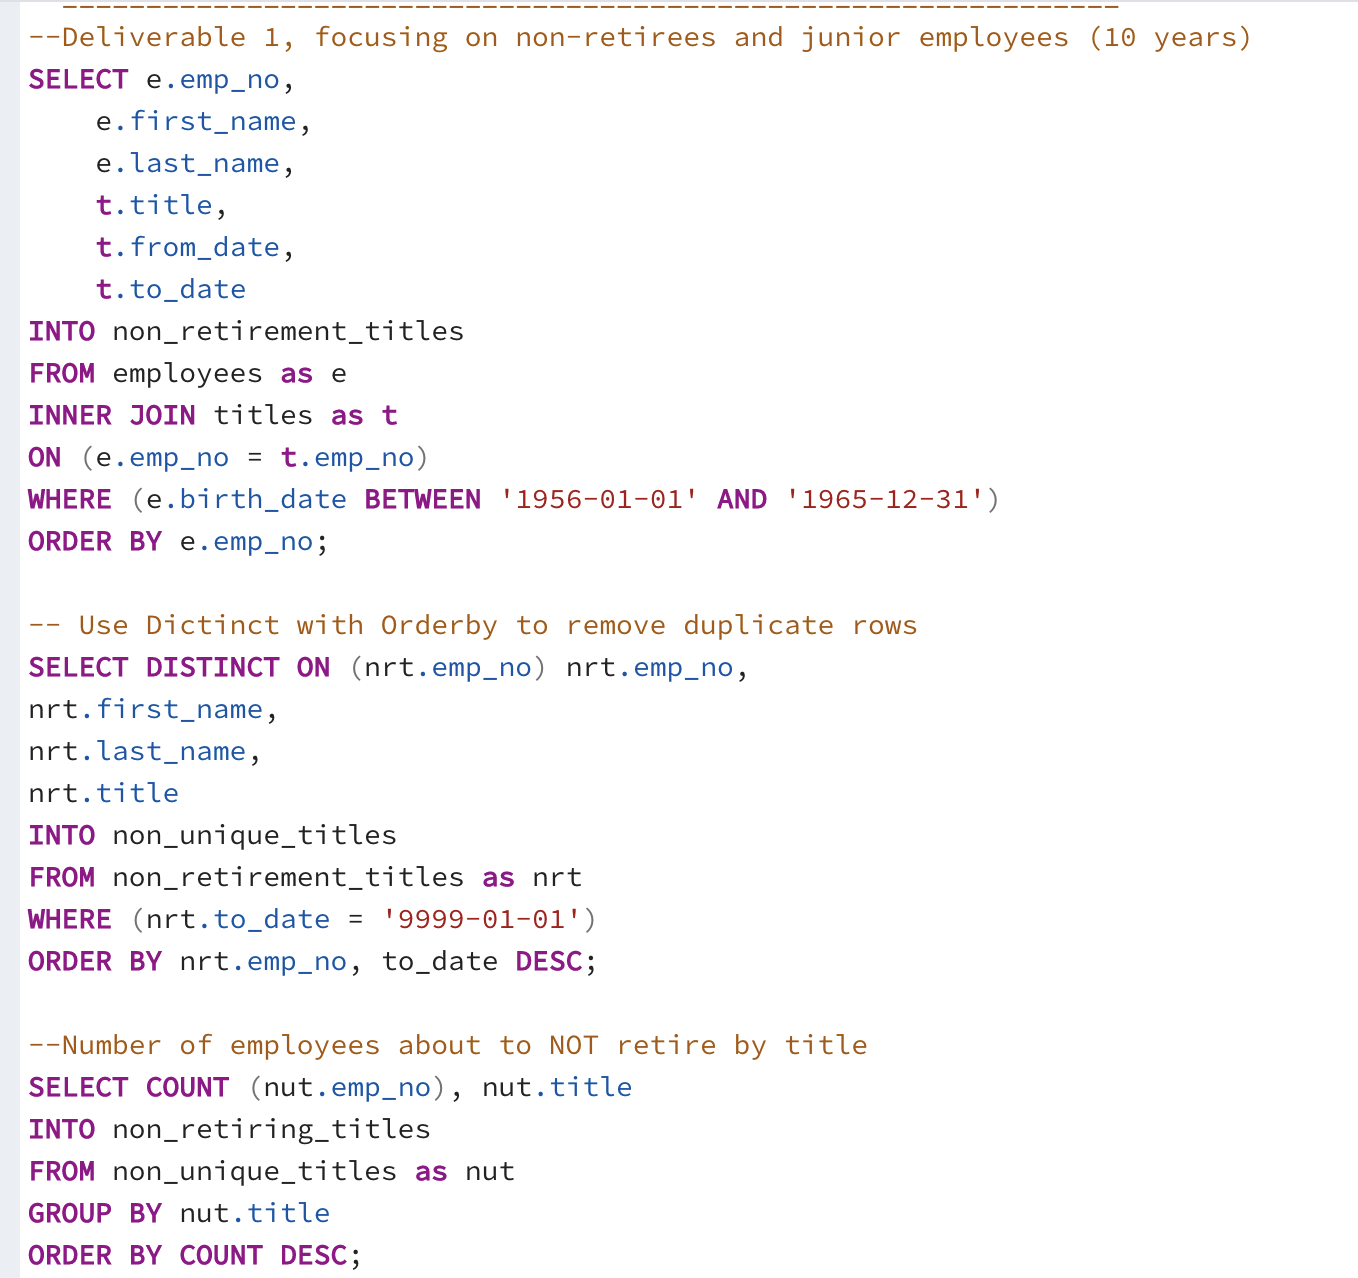 --Deliverable 1, focusing on non-retirees and junior employees (10 years)
SELECT e.emp_no,
    e.first_name,
    e.last_name,
    t.title,
    t.from_date,
    t.to_date
INTO non_retirement_titles
FROM employees as e
INNER JOIN titles as t
ON (e.emp_no = t.emp_no)
WHERE (e.birth_date BETWEEN '1956-01-01' AND '1965-12-31')
ORDER BY e.emp_no;

-- Use Dictinct with Orderby to remove duplicate rows
SELECT DISTINCT ON (nrt.emp_no) nrt.emp_no,
nrt.first_name,
nrt.last_name,
nrt.title
INTO non_unique_titles
FROM non_retirement_titles as nrt
WHERE (nrt.to_date = '9999-01-01')
ORDER BY nrt.emp_no, to_date DESC;

--Number of employees about to NOT retire by title
SELECT COUNT (nut.emp_no), nut.title
INTO non_retiring_titles
FROM non_unique_titles as nut
GROUP BY nut.title
ORDER BY COUNT DESC;